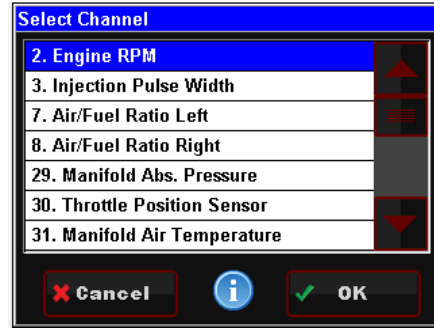 Select Channel
2. Engine RPM
3. Injection Pulse Width
7. Air/Fuel Ratio Left
8. Air/Fuel Ratio Right
29. Manifold Abs. Pressure
30. Throttle Position Sensor
31. Manifold Air Temperature
Cancel i OK